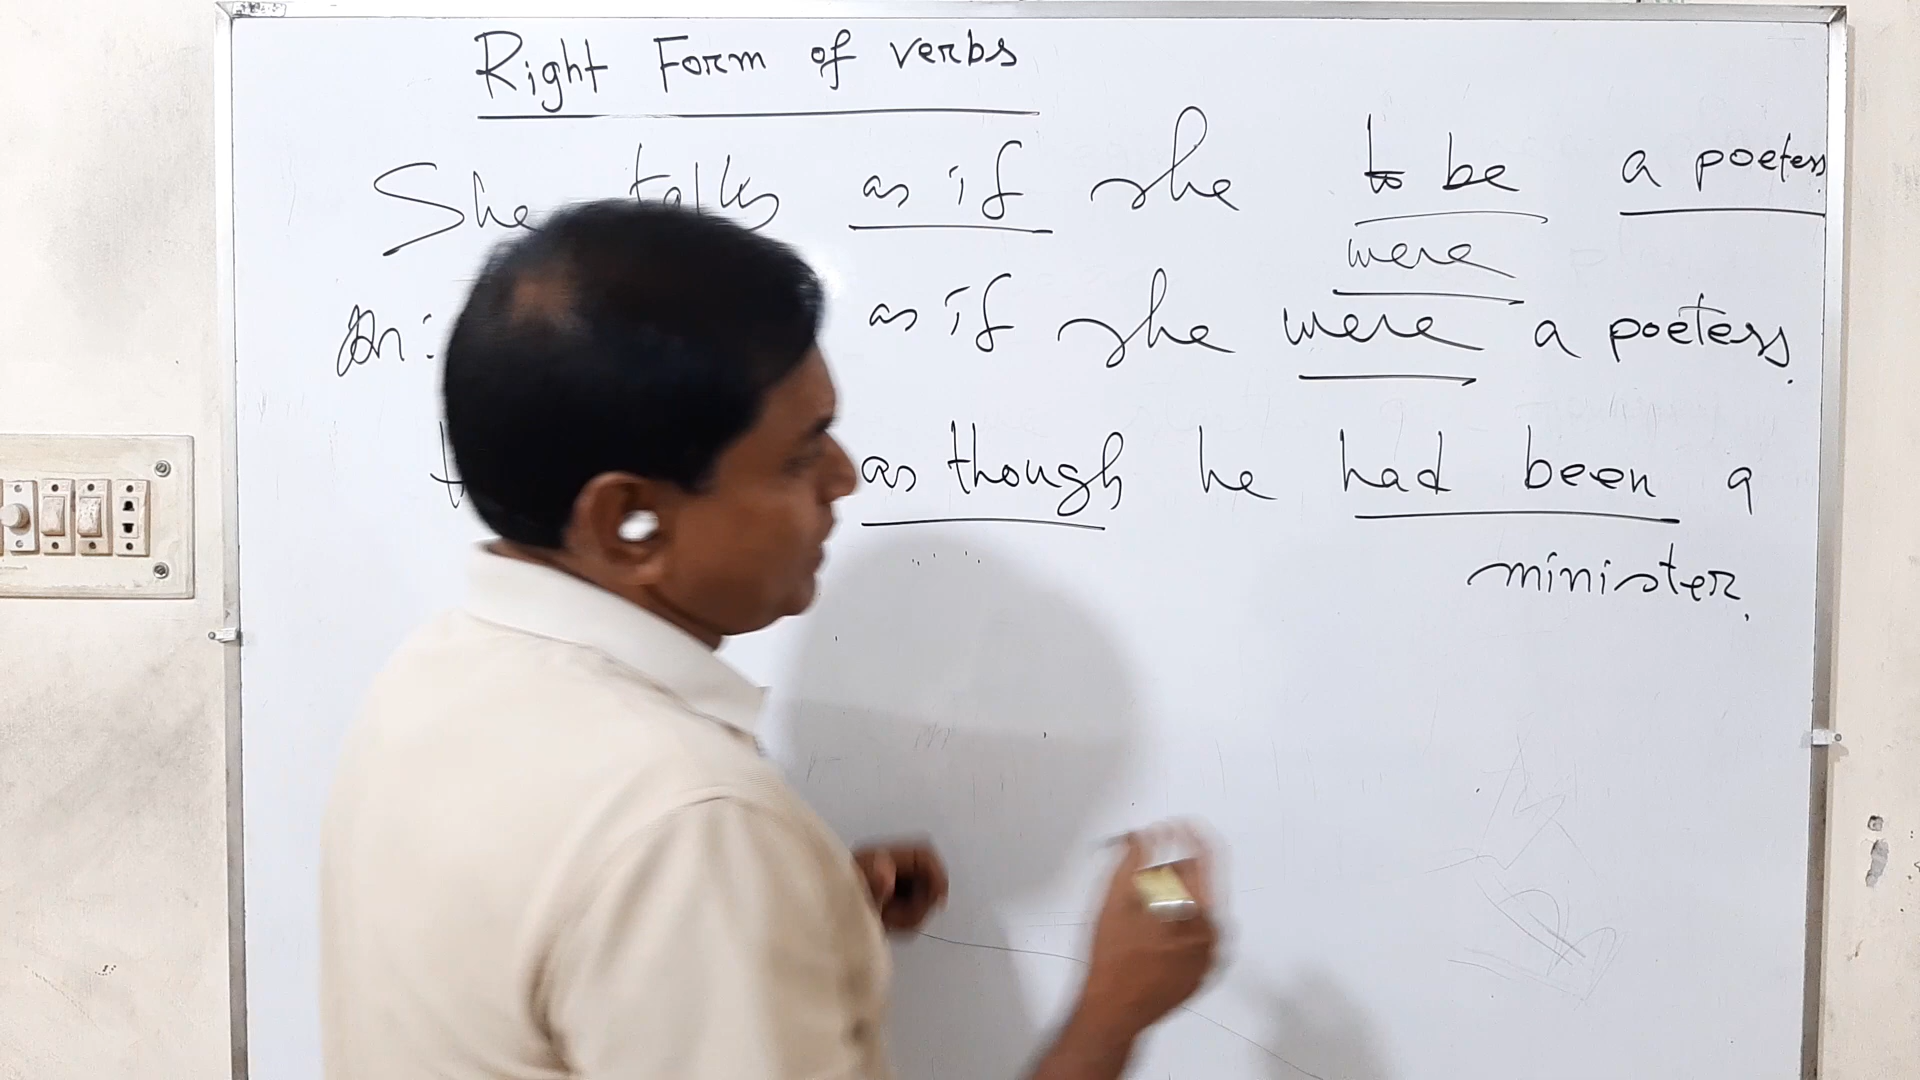 Right Form of verbs
She talks as if she to be a poetess
were
as if she were a poetess.
as though he had been a
minister.